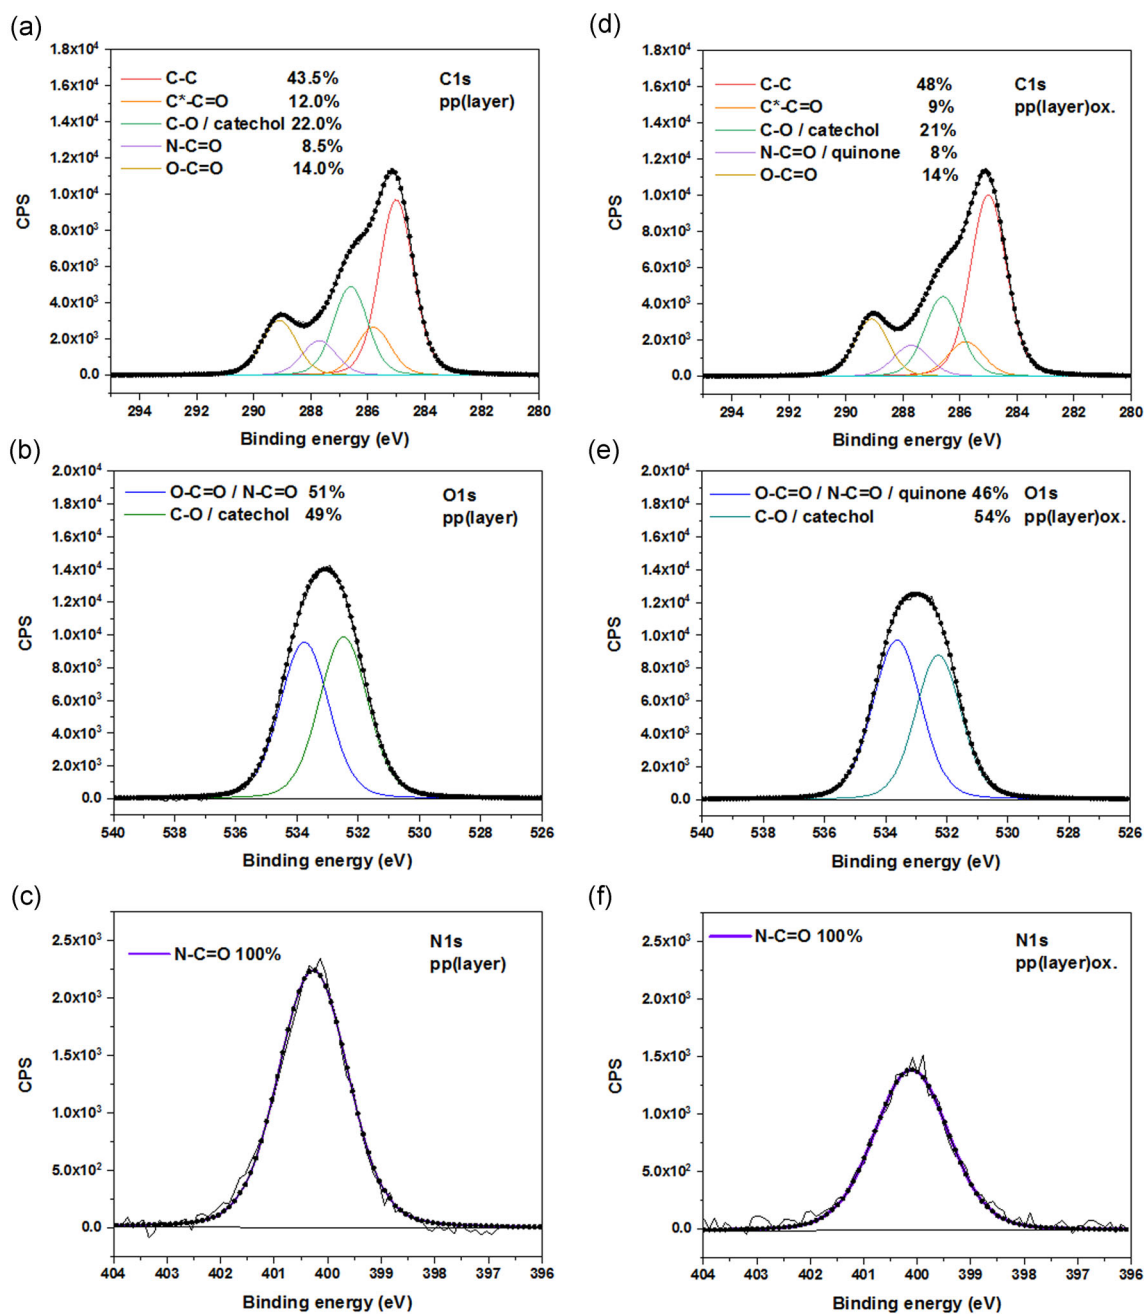 (a)
1.8x10⁴
1.6x10⁴
1.4x10⁴
1.2x10⁴
1.0x10⁴
8.0x10³
6.0x10³
4.0x10³
2.0x10³
0.0
CPS
C-C 43.5%
C*-C=O 12.0%
C-O / catechol 22.0%
N-C=O 8.5%
O-C=O 14.0%
C1s
pp(layer)
294 292 290 288 286 284 282 280
Binding energy (eV)
(d)
1.8x10⁴
1.6x10⁴
1.4x10⁴
1.2x10⁴
1.0x10⁴
8.0x10³
6.0x10³
4.0x10³
2.0x10³
0.0
CPS
C-C 48%
C*-C=O 9%
C-O / catechol 21%
N-C=O / quinone 8%
O-C=O 14%
C1s
pp(layer)ox.
294 292 290 288 286 284 282 280
Binding energy (eV)
(b)
2.0x10⁴
1.8x10⁴
1.6x10⁴
1.4x10⁴
1.2x10⁴
1.0x10⁴
8.0x10³
6.0x10³
4.0x10³
2.0x10³
0.0
CPS
O-C=O / N-C=O 51%
C-O / catechol 49%
O1s
pp(layer)
540 538 536 534 532 530 528 526
Binding energy (eV)
(e)
2.0x10⁴
1.8x10⁴
1.6x10⁴
1.4x10⁴
1.2x10⁴
1.0x10⁴
8.0x10³
6.0x10³
4.0x10³
2.0x10³
0.0
CPS
O-C=O / N-C=O / quinone 46%
C-O / catechol 54%
O1s
pp(layer)ox.
540 538 536 534 532 530 528 526
Binding energy (eV)
(c)
2.5x10³
2.0x10³
1.5x10³
1.0x10³
5.0x10²
0.0
CPS
N-C=O 100%
N1s
pp(layer)
404 403 402 401 400 399 398 397 396
Binding energy (eV)
(f)
2.5x10³
2.0x10³
1.5x10³
1.0x10³
5.0x10²
0.0
CPS
N-C=O 100%
N1s
pp(layer)ox.
404 403 402 401 400 399 398 397 396
Binding energy (eV)